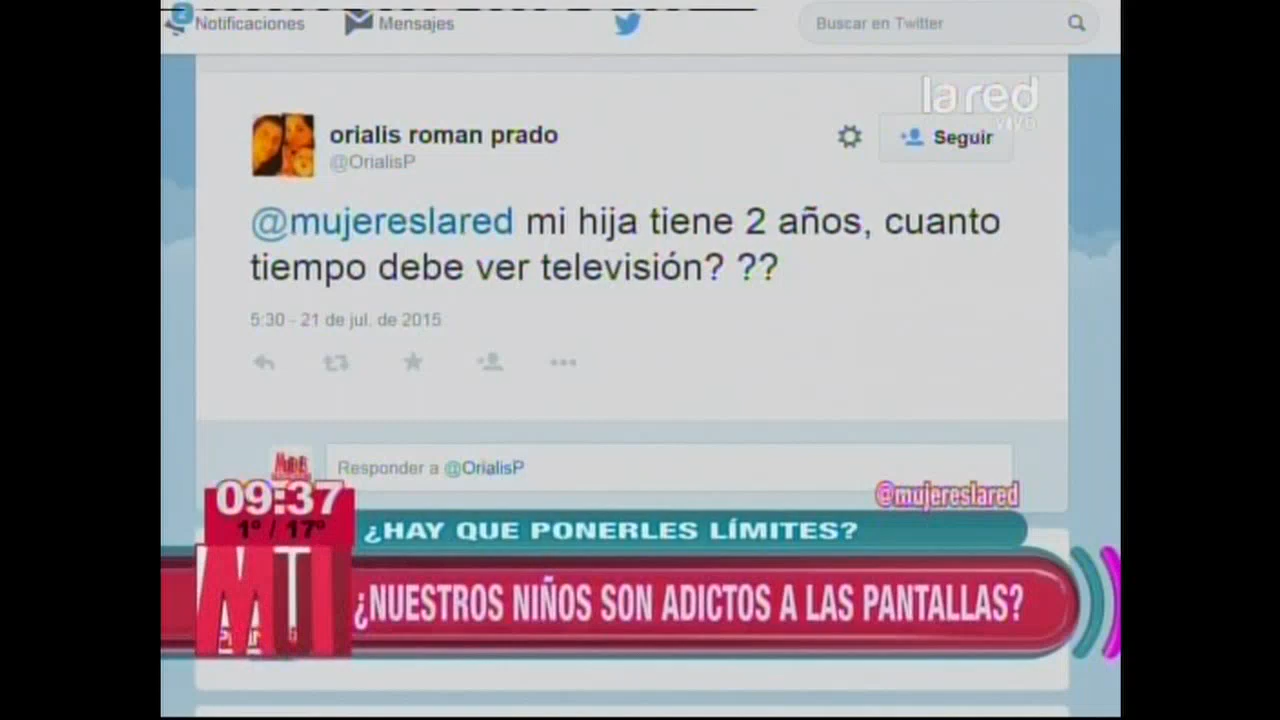 2
Notificaciones
Mensajes
Buscar en Twitter
la red
VIVO
orialis roman prado
@OrialisP
Seguir
@mujereslared mi hija tiene 2 años, cuanto
tiempo debe ver televisión? ??
5:30 - 21 de jul. de 2015
Responder a @OrialisP
@mujereslared
09:37
1° / 17°
¿HAY QUE PONERLES LÍMITES?
¿NUESTROS NIÑOS SON ADICTOS A LAS PANTALLAS?